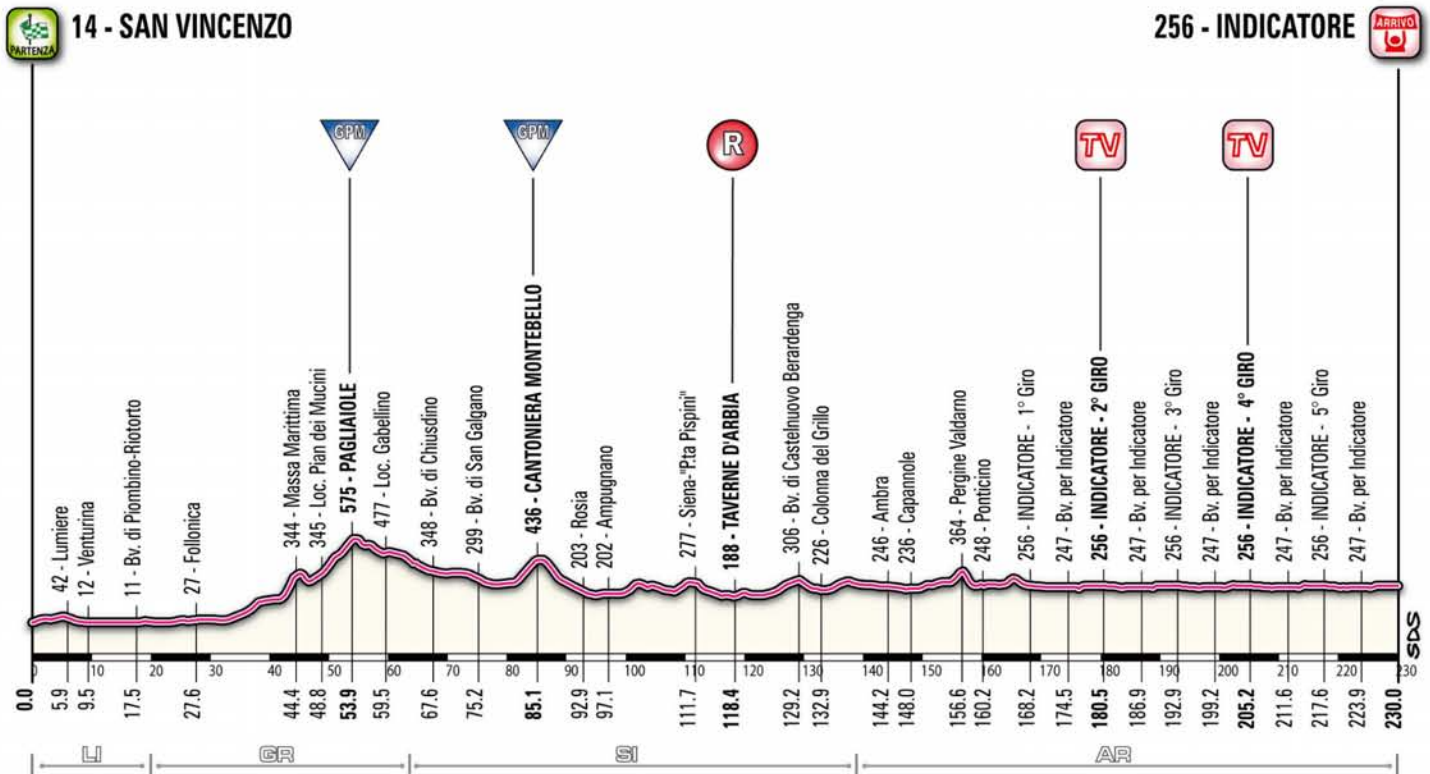 14 - SAN VINCENZO
256 - INDICATORE
PARTENZA
ARRIVO
GPM
GPM
R
TV
TV
42 - Lumiere
12 - Venturina
11 - Bv. di Piombino-Riotorto
27 - Follonica
344 - Massa Marittima
345 - Loc. Pian dei Mucini
575 - PAGLIAIOLE
477 - Loc. Gabellino
348 - Bv. di Chiusdino
299 - Bv. di San Galgano
436 - CANTONIERA MONTEBELLO
203 - Rosia
202 - Ampugnano
277 - Siena-"P.ta Pispini"
188 - TAVERNE D'ARBIA
306 - Bv. di Castelnuovo Berardenga
226 - Colonna del Grillo
246 - Ambra
236 - Capannole
364 - Pergine Valdarno
248 - Ponticino
256 - INDICATORE - 1° Giro
247 - Bv. per Indicatore
256 - INDICATORE - 2° GIRO
247 - Bv. per Indicatore
256 - INDICATORE - 3° Giro
247 - Bv. per Indicatore
256 - INDICATORE - 4° GIRO
247 - Bv. per Indicatore
256 - INDICATORE - 5° Giro
247 - Bv. per Indicatore
SDS
0 10 20 30 40 50 60 70 80 90 100 110 120 130 140 150 160 170 180 190 200 210 220 230
0.0 5.9 9.5 17.5 27.6 44.4 48.8 53.9 59.5 67.6 75.2 85.1 92.9 97.1 111.7 118.4 129.2 132.9 144.2 148.0 156.6 160.2 168.2 174.5 180.5 186.9 192.9 199.2 205.2 211.6 217.6 223.9 230.0
LI GR SI AR